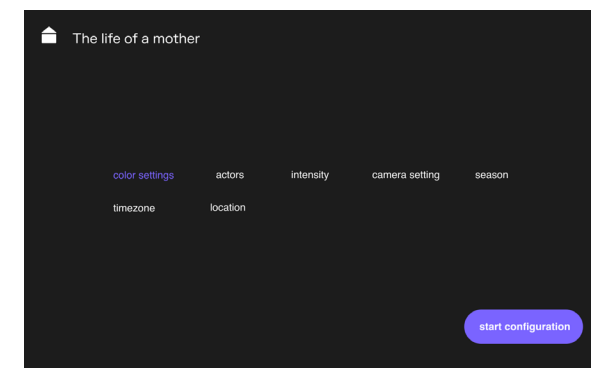 The life of a mother
color settings actors intensity camera setting season
timezone location
start configuration